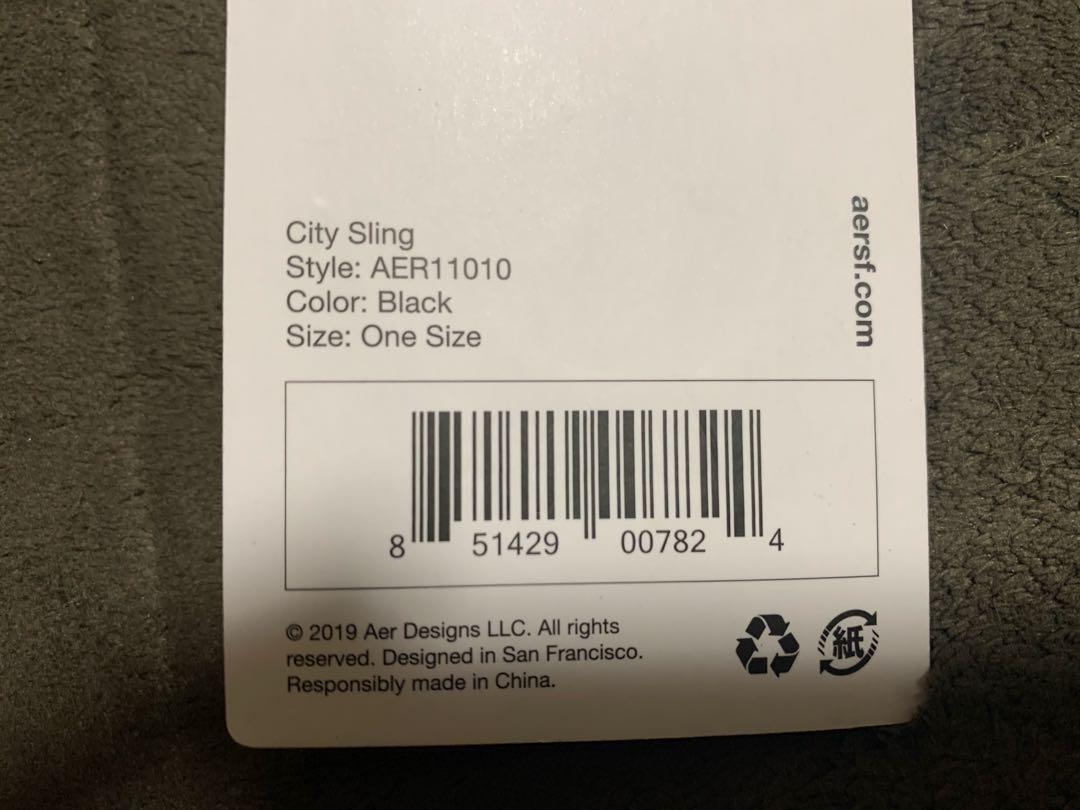 City Sling
Style: AER11010
Color: Black
Size: One Size
aersf.com
8 51429 00782 4
© 2019 Aer Designs LLC. All rights
reserved. Designed in San Francisco.
Responsibly made in China.
紙